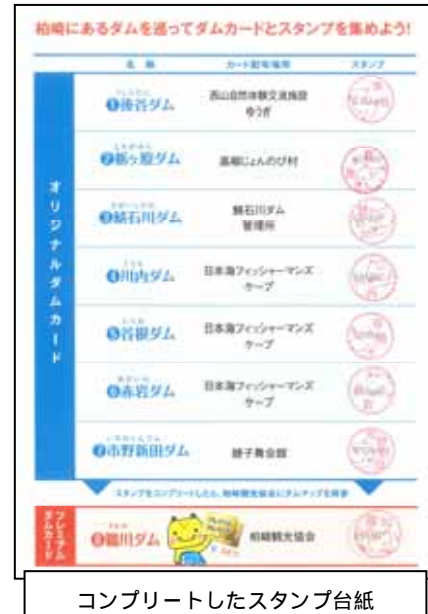 柏崎にあるダムを巡ってダムカードとスタンプを集めよう!
名 称 カード配布場所 スタンプ
オリジナルダムカード
①後谷ダム 西山自然体験交流施設 ゆうぎ
②栃ヶ原ダム 高柳じょんのび村
③鯖石川ダム 鯖石川ダム 管理所
④川内ダム 日本海フィッシャーマンズ ケープ
⑤谷根ダム 日本海フィッシャーマンズ ケープ
⑥赤岩ダム 日本海フィッシャーマンズ ケープ
⑦市野新田ダム 綾子舞会館
スタンプをコンプリートしたら、柏崎観光協会にダムマップを持参
プレミアムダムカード
⑧鵜川ダム 柏崎観光協会
コンプリートしたスタンプ台紙